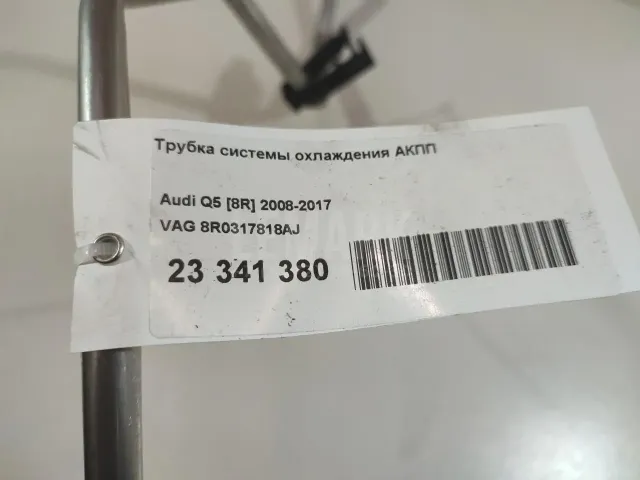 Трубка системы охлаждения АКПП
Audi Q5 [8R] 2008-2017
VAG 8R0317818AJ
23 341 380